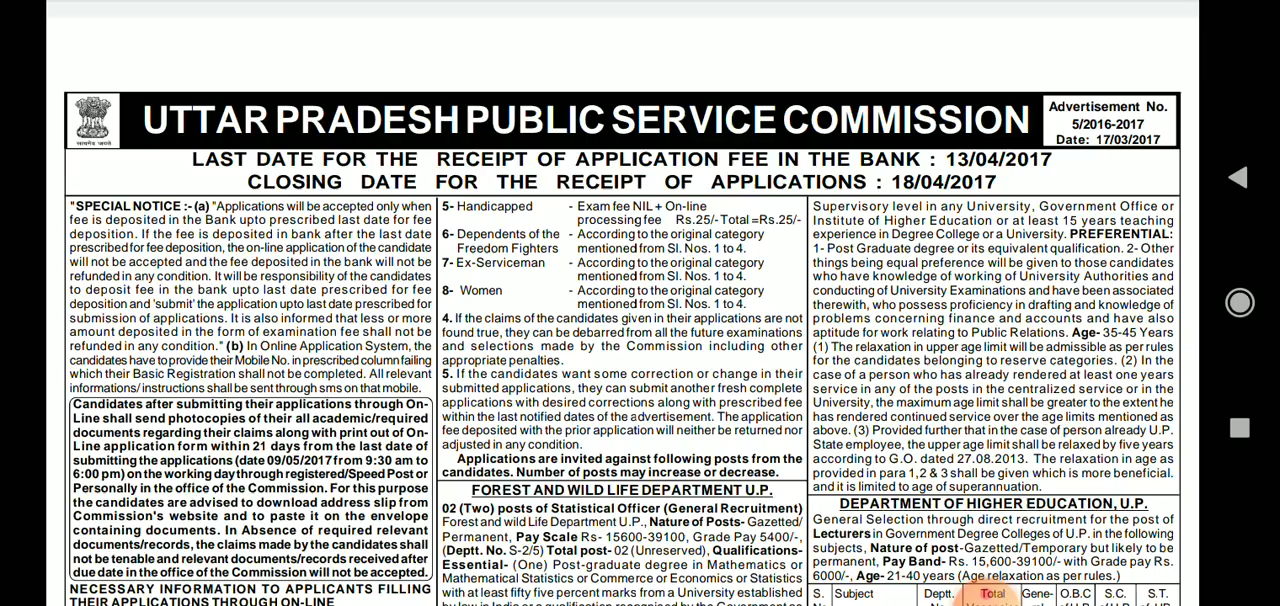 UTTAR PRADESH PUBLIC SERVICE COMMISSION
Advertisement No.
5/2016-2017
Date: 17/03/2017
सत्यमेव जयते
LAST DATE FOR THE RECEIPT OF APPLICATION FEE IN THE BANK : 13/04/2017
CLOSING DATE FOR THE RECEIPT OF APPLICATIONS : 18/04/2017
"SPECIAL NOTICE :- (a) "Applications will be accepted only when
fee is deposited in the Bank upto prescribed last date for fee
deposition. If the fee is deposited in bank after the last date
prescribed for fee deposition, the on-line application of the candidate
will not be accepted and the fee deposited in the bank will not be
refunded in any condition. It will be responsibility of the candidates
to deposit fee in the bank upto last date prescribed for fee
deposition and 'submit' the application upto last date prescribed for
submission of applications. It is also informed that less or more
amount deposited in the form of examination fee shall not be
refunded in any condition." (b) In Online Application System, the
candidates have to provide their Mobile No. in prescribed column failing
which their Basic Registration shall not be completed. All relevant
informations/ instructions shall be sent through sms on that mobile.
Candidates after submitting their applications through On-
Line shall send photocopies of their all academic/required
documents regarding their claims along with print out of On-
Line application form within 21 days from the last date of
submitting the applications (date 09/05/2017 from 9:30 am to
6:00 pm) on the working day through registered/Speed Post or
Personally in the office of the Commission. For this purpose
the candidates are advised to download address slip from
Commission's website and to paste it on the envelope
containing documents. In Absence of required relevant
documents/records, the claims made by the candidates shall
not be tenable and relevant documents/records received after
due date in the office of the Commission will not be accepted.
NECESSARY INFORMATION TO APPLICANTS FILLING
THEIR APPLICATIONS THROUGH ON-LINE
5- Handicapped - Exam fee NIL + On-line
processing fee Rs.25/- Total =Rs.25/-
6- Dependents of the - According to the original category
Freedom Fighters mentioned from Sl. Nos. 1 to 4.
7- Ex-Serviceman - According to the original category
mentioned from Sl. Nos. 1 to 4.
8- Women - According to the original category
mentioned from Sl. Nos. 1 to 4.
4. If the claims of the candidates given in their applications are not
found true, they can be debarred from all the future examinations
and selections made by the Commission including other
appropriate penalties.
5. If the candidates want some correction or change in their
submitted applications, they can submit another fresh complete
applications with desired corrections along with prescribed fee
within the last notified dates of the advertisement. The application
fee deposited with the prior application will neither be returned nor
adjusted in any condition.
Applications are invited against following posts from the
candidates. Number of posts may increase or decrease.
FOREST AND WILD LIFE DEPARTMENT U.P.
02 (Two) posts of Statistical Officer (General Recruitment)
Forest and wild Life Department U.P., Nature of Posts- Gazetted/
Permanent, Pay Scale Rs- 15600-39100, Grade Pay 5400/-,
(Deptt. No. S-2/5) Total post- 02 (Unreserved), Qualifications-
Essential- (One) Post-graduate degree in Mathematics or
Mathematical Statistics or Commerce or Economics or Statistics
with at least fifty five percent marks from a University established
by law in India or a qualification recognised by the Government as
Supervisory level in any University, Government Office or
Institute of Higher Education or at least 15 years teaching
experience in Degree College or a University. PREFERENTIAL:
1- Post Graduate degree or its equivalent qualification. 2- Other
things being equal preference will be given to those candidates
who have knowledge of working of University Authorities and
conducting of University Examinations and have been associated
therewith, who possess proficiency in drafting and knowledge of
problems concerning finance and accounts and have also
aptitude for work relating to Public Relations. Age- 35-45 Years
(1) The relaxation in upper age limit will be admissible as per rules
for the candidates belonging to reserve categories. (2) In the
case of a person who has already rendered at least one years
service in any of the posts in the centralized service or in the
University, the maximum age limit shall be greater to the extent he
has rendered continued service over the age limits mentioned as
above. (3) Provided further that in the case of person already U.P.
State employee, the upper age limit shall be relaxed by five years
according to G.O. dated 27.08.2013. The relaxation in age as
provided in para 1,2 & 3 shall be given which is more beneficial.
and it is limited to age of superannuation.
DEPARTMENT OF HIGHER EDUCATION, U.P.
General Selection through direct recruitment for the post of
Lecturers in Government Degree Colleges of U.P. in the following
subjects, Nature of post-Gazetted/Temporary but likely to be
permanent, Pay Band- Rs. 15,600-39100/- with Grade pay Rs.
6000/-, Age- 21-40 years (Age relaxation as per rules.)
S. Subject Deptt. Total Gene- O.B.C S.C. S.T.